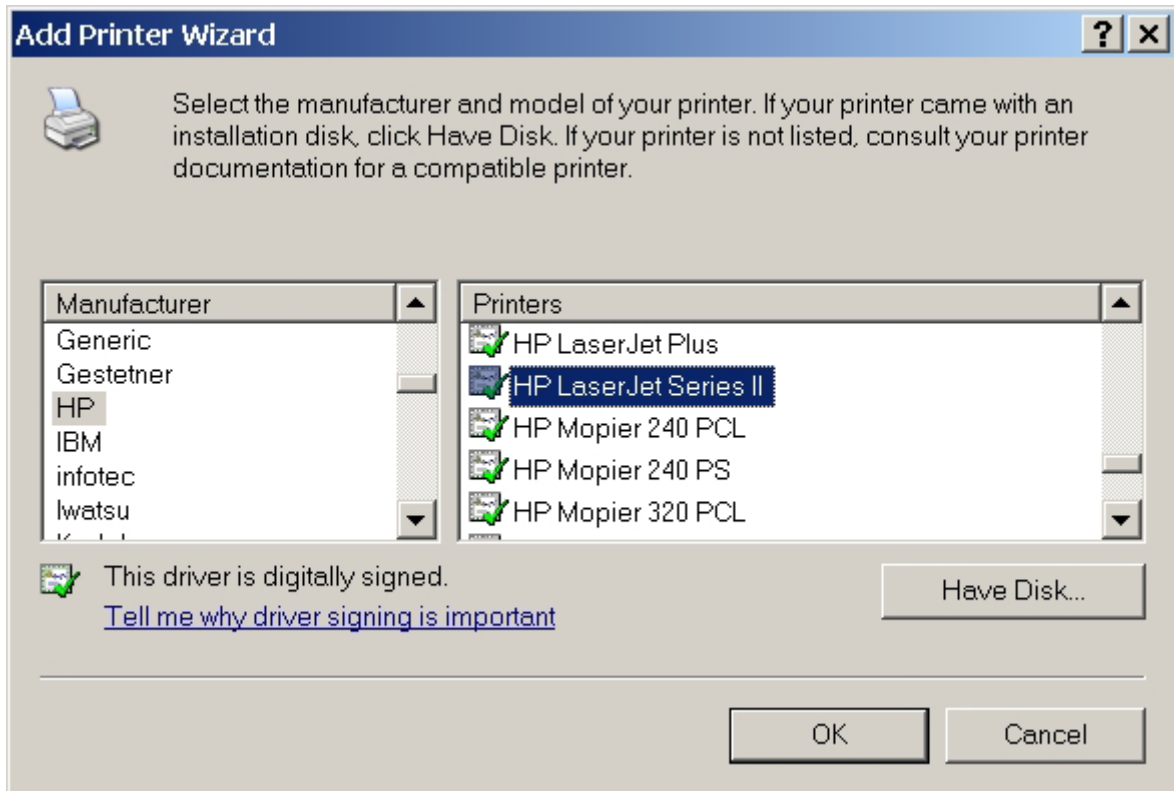 Add Printer Wizard
?
Select the manufacturer and model of your printer. If your printer came with an
installation disk, click Have Disk. If your printer is not listed, consult your printer
documentation for a compatible printer.
Manufacturer
Generic
Gestetner
HP
IBM
infotec
Iwatsu
Printers
HP LaserJet Plus
HP LaserJet Series II
HP Mopier 240 PCL
HP Mopier 240 PS
HP Mopier 320 PCL
This driver is digitally signed.
Tell me why driver signing is important
Have Disk...
OK
Cancel